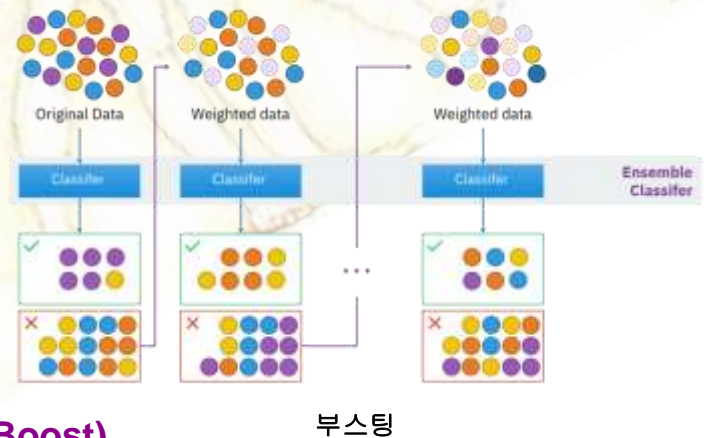 Original Data
Weighted data
Weighted data
Classifer
Classifer
Classifer
Ensemble
Classifer
...
Boost)
부스팅